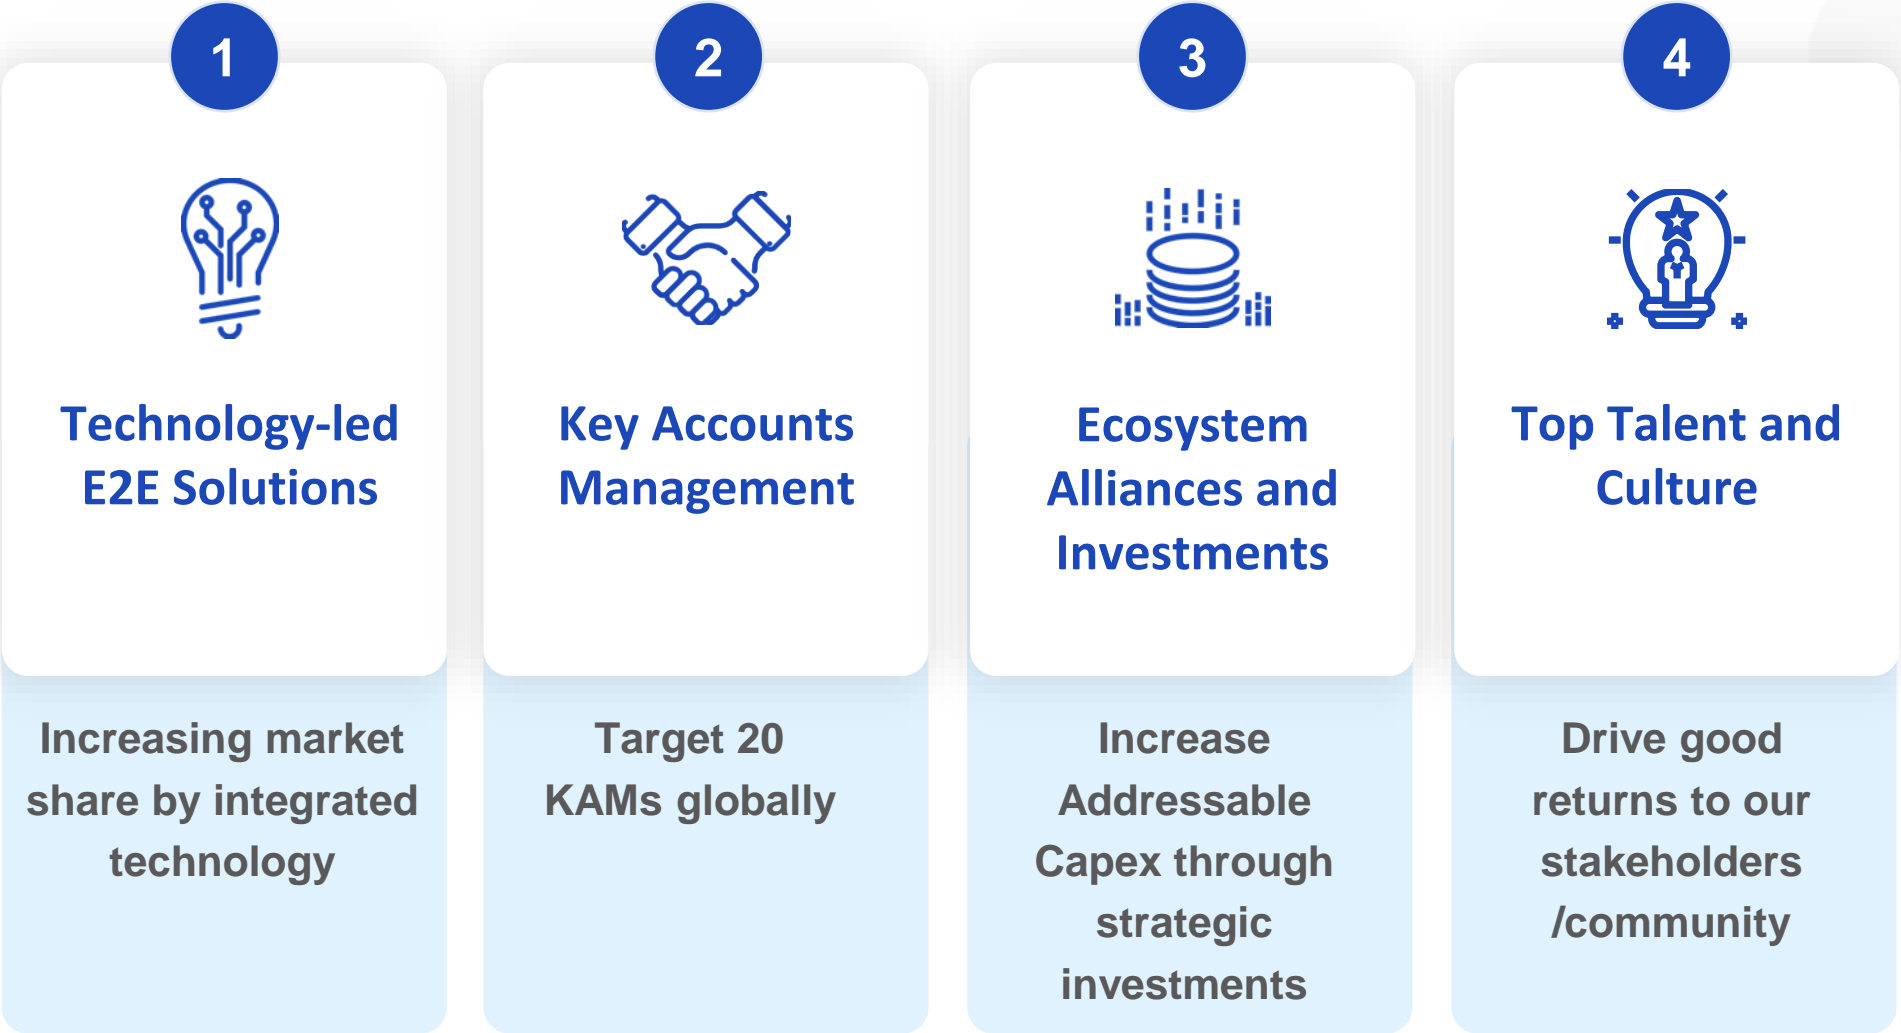 1
Technology-led
E2E Solutions
Increasing market
share by integrated
technology
2
Key Accounts
Management
Target 20
KAMs globally
3
Ecosystem
Alliances and
Investments
Increase
Addressable
Capex through
strategic
investments
4
Top Talent and
Culture
Drive good
returns to our
stakeholders
/community